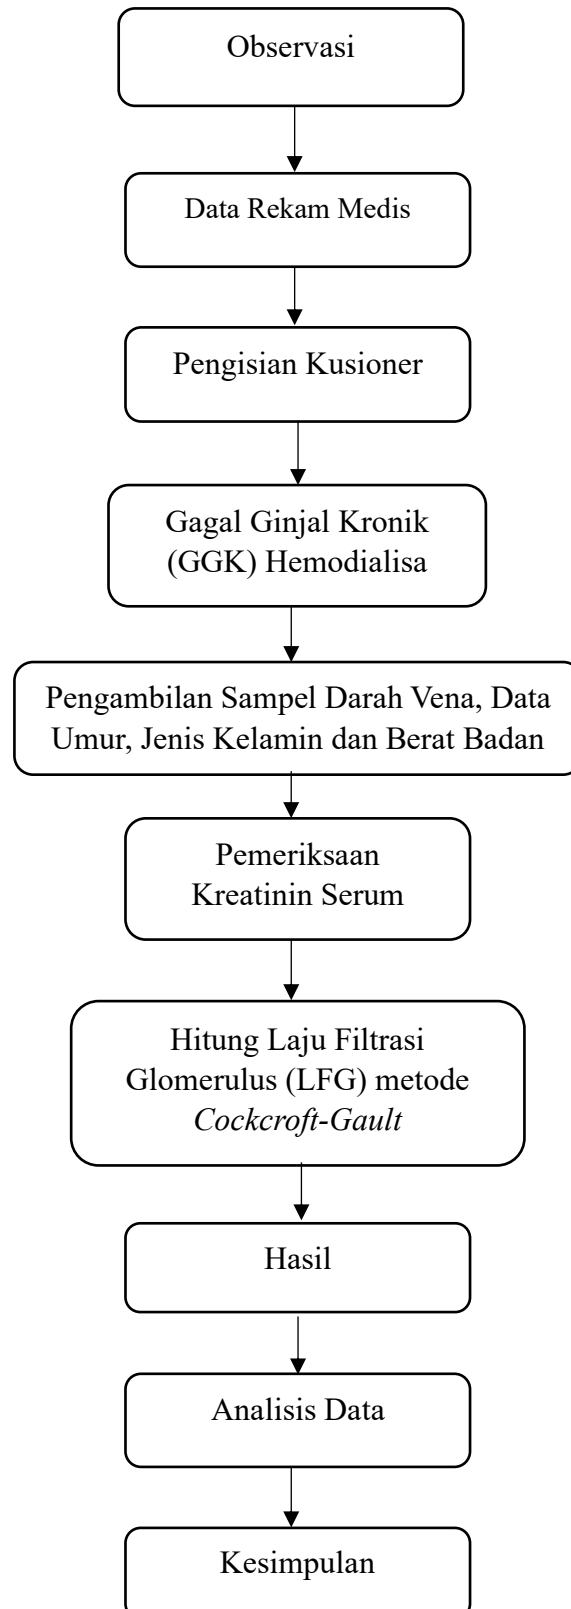 Observasi
Data Rekam Medis
Pengisian Kusioner
Gagal Ginjal Kronik
(GGK) Hemodialisa
Pengambilan Sampel Darah Vena, Data
Umur, Jenis Kelamin dan Berat Badan
Pemeriksaan
Kreatinin Serum
Hitung Laju Filtrasi
Glomerulus (LFG) metode
Cockcroft-Gault
Hasil
Analisis Data
Kesimpulan